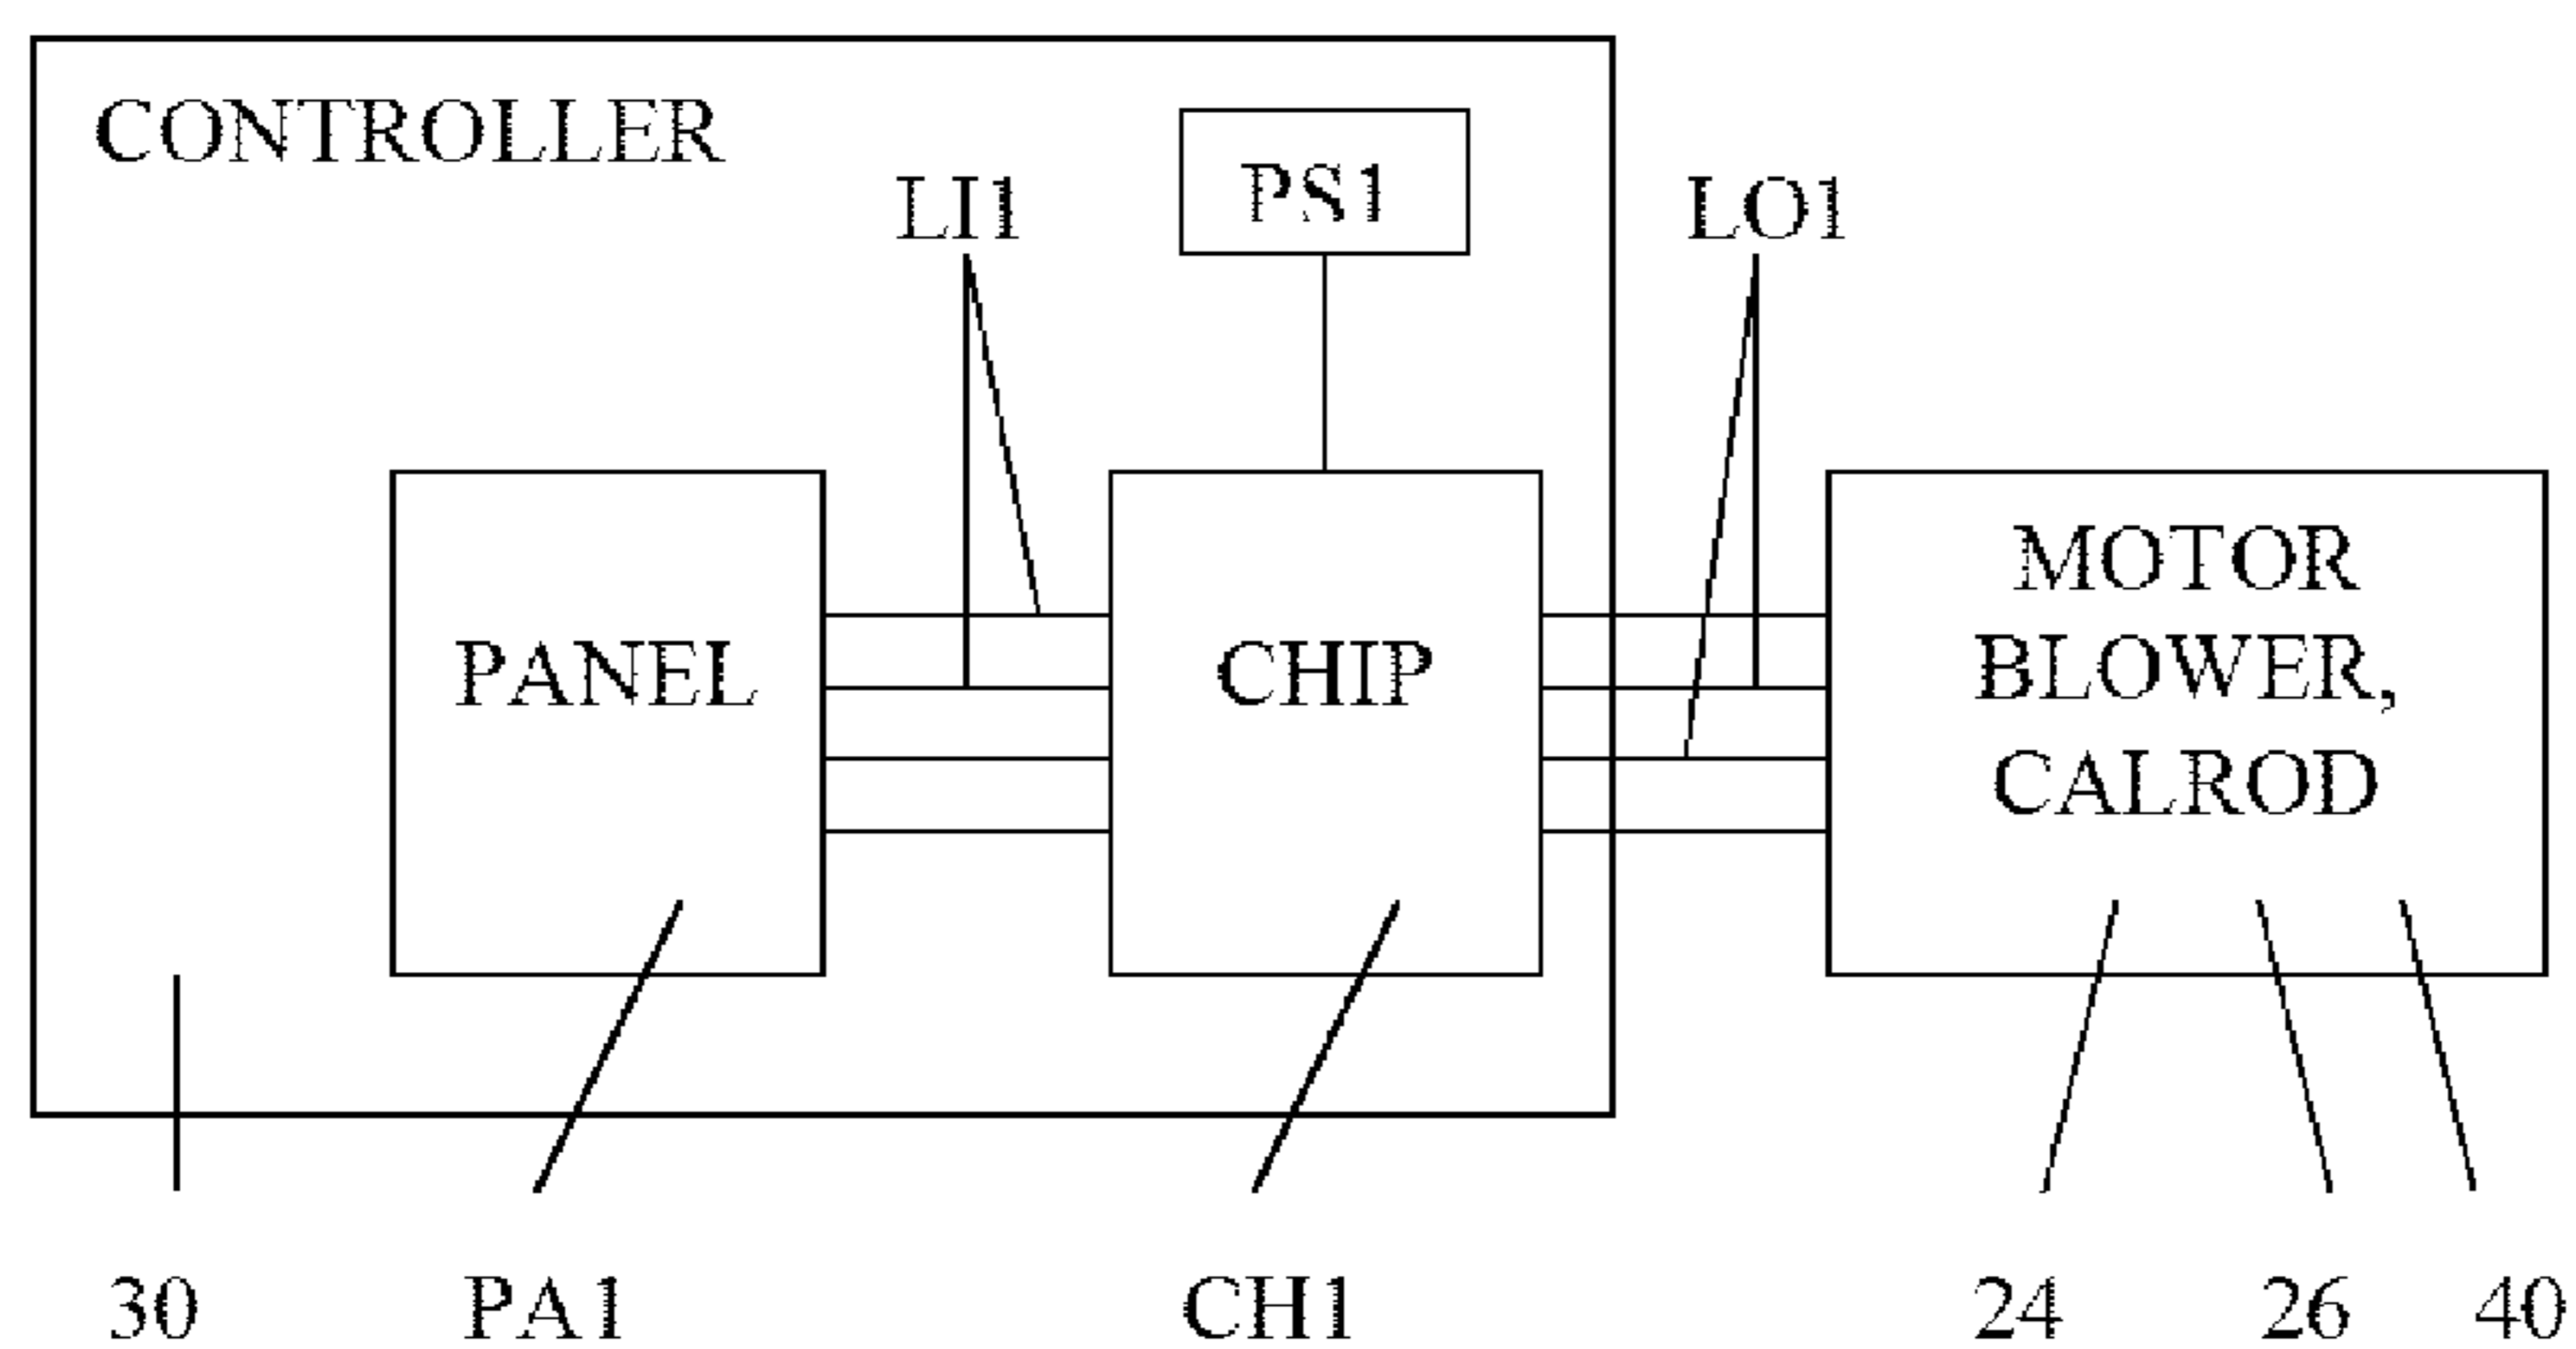 CONTROLLER
PS1
LI1
LO1
PANEL
CHIP
MOTOR
BLOWER,
CALROD
30
PA1
CH1
24
26
40